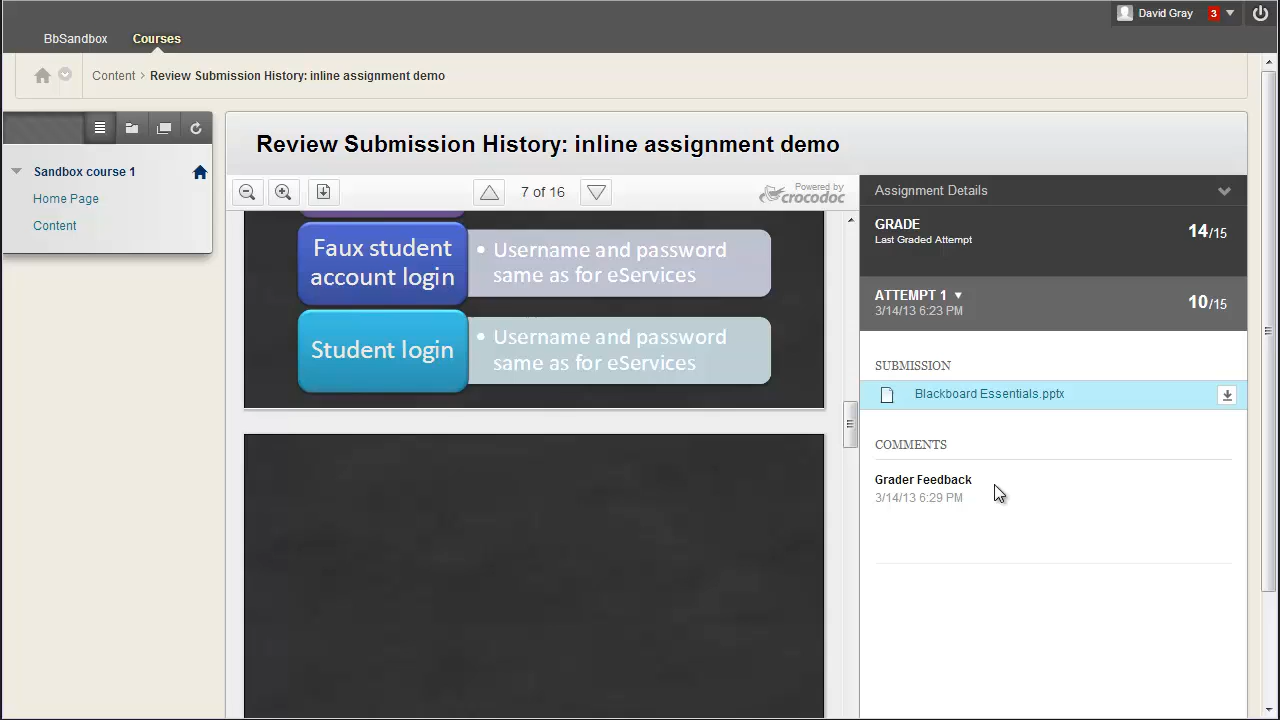 David Gray 3
BbSandbox Courses
Content > Review Submission History: inline assignment demo
Sandbox course 1
Home Page
Content
Review Submission History: inline assignment demo
7 of 16
Powered by
crocodoc
Faux student
account login
• Username and password
same as for eServices
Student login
• Username and password
same as for eServices
Assignment Details
GRADE
Last Graded Attempt
14/15
ATTEMPT 1
3/14/13 6:23 PM
10/15
SUBMISSION
Blackboard Essentials.pptx
COMMENTS
Grader Feedback
3/14/13 6:29 PM